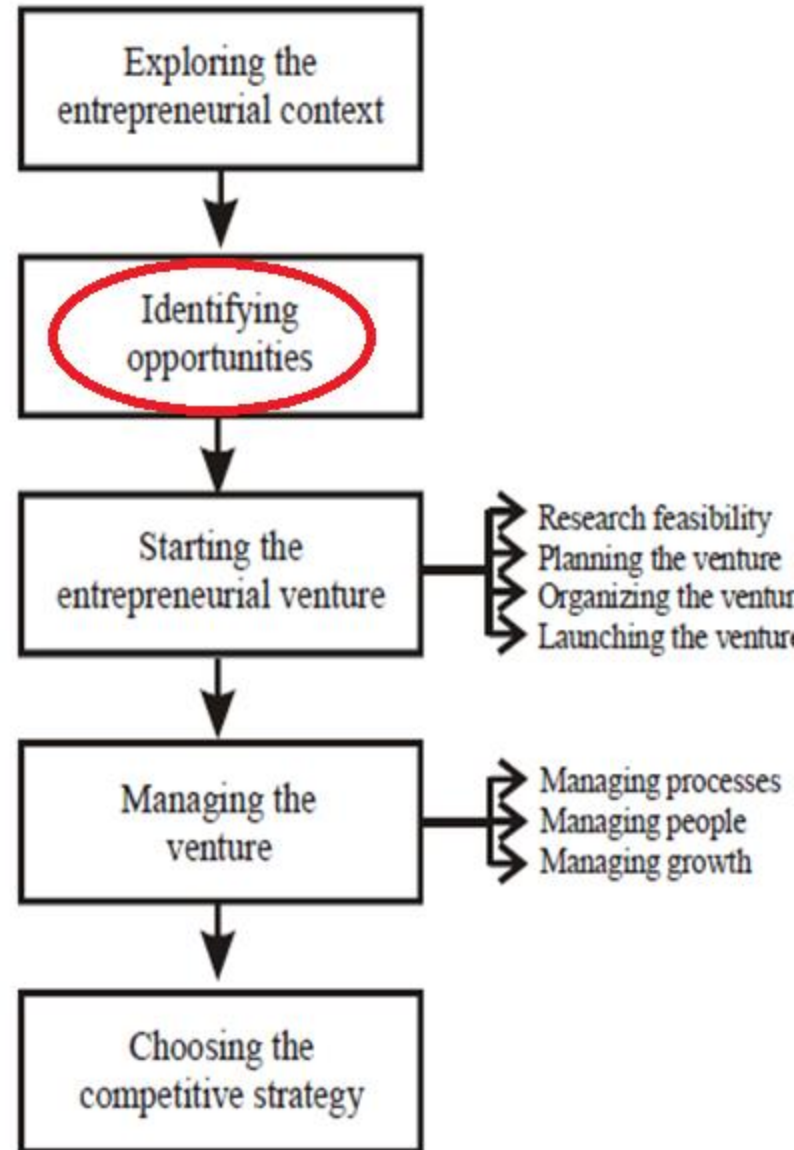 Exploring the
entrepreneurial context
Identifying
opportunities
Starting the
entrepreneurial venture
Research feasibility
Planning the venture
Organizing the ventur
Launching the venture
Managing the
venture
Managing processes
Managing people
Managing growth
Choosing the
competitive strategy